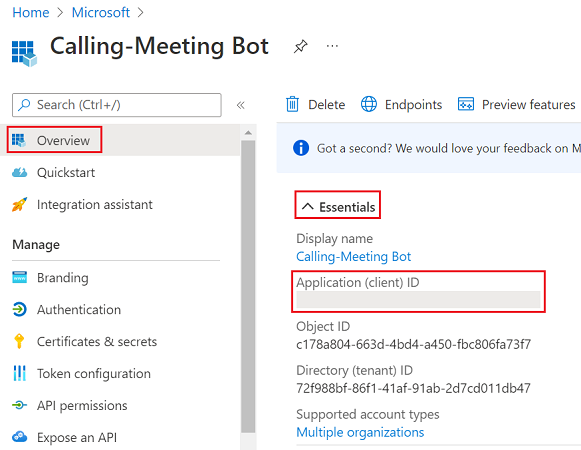 Home > Microsoft >
Calling-Meeting Bot
Search (Ctrl+/)
Overview
Quickstart
Integration assistant
Manage
Branding
Authentication
Certificates & secrets
Token configuration
API permissions
Expose an API
Delete
Endpoints
Preview features
Got a second? We would love your feedback on M
Essentials
Display name
Calling-Meeting Bot
Application (client) ID
Object ID
c178a804-663d-4bd4-a450-fbc806fa73f7
Directory (tenant) ID
72f988bf-86f1-41af-91ab-2d7cd011db47
Supported account types
Multiple organizations